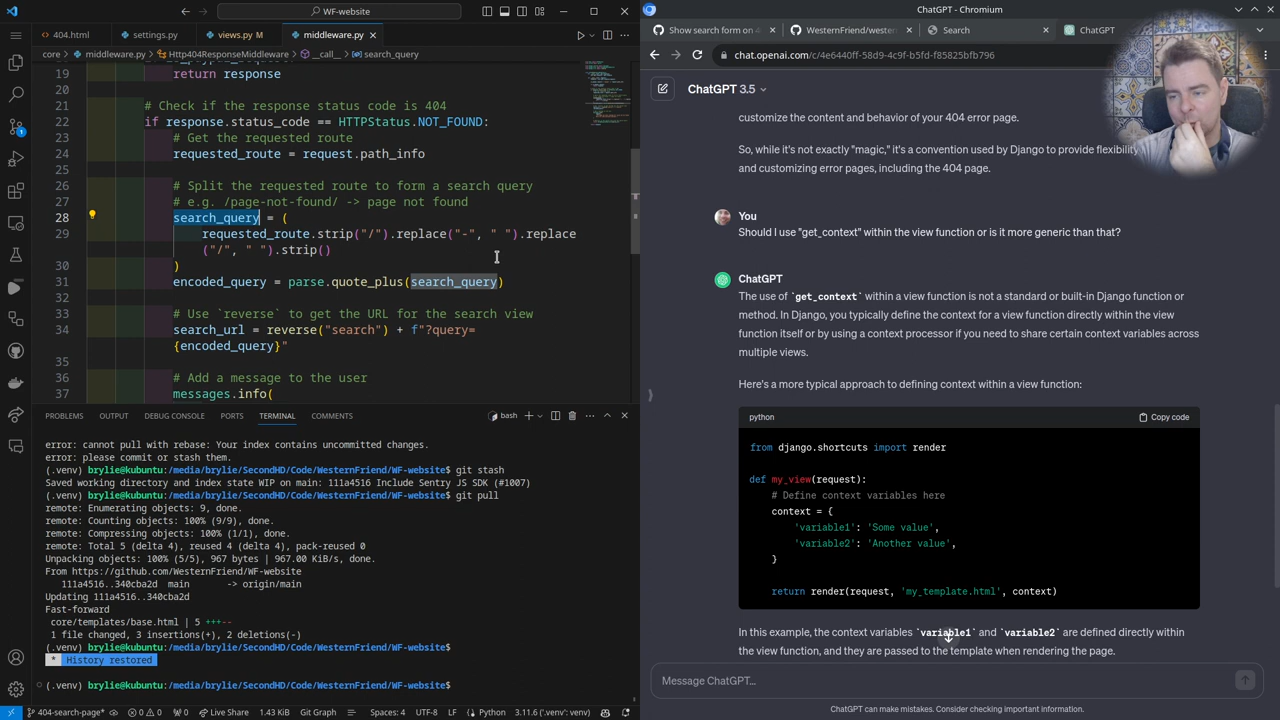 WF-website
404.html
settings.py
views.py M
middleware.py
core > middleware.py > Http404ResponseMiddleware > __call__ > search_query
19 return response
20
21 # Check if the response status code is 404
22 if response.status_code == HTTPStatus.NOT_FOUND:
23 # Get the requested route
24 requested_route = request.path_info
25
26 # Split the requested route to form a search query
27 # e.g. /page-not-found/ -> page not found
28 search_query = (
29 requested_route.strip("/").replace("-", " ").replace
("/", " ").strip()
30 )
31 encoded_query = parse.quote_plus(search_query)
32
33 # Use `reverse` to get the URL for the search view
34 search_url = reverse("search") + f"?query=
{encoded_query}"
35
36 # Add a message to the user
37 messages.info(
PROBLEMS OUTPUT DEBUG CONSOLE PORTS TERMINAL COMMENTS
bash
error: cannot pull with rebase: Your index contains uncommitted changes.
error: please commit or stash them.
(.venv) brylie@kubuntu:/media/brylie/SecondHD/Code/WesternFriend/WF-website$ git stash
Saved working directory and index state WIP on main: 111a4516 Include Sentry JS SDK (#1007)
(.venv) brylie@kubuntu:/media/brylie/SecondHD/Code/WesternFriend/WF-website$ git pull
remote: Enumerating objects: 9, done.
remote: Counting objects: 100% (9/9), done.
remote: Compressing objects: 100% (1/1), done.
remote: Total 5 (delta 4), reused 4 (delta 4), pack-reused 0
Unpacking objects: 100% (5/5), 967 bytes | 967.00 KiB/s, done.
From https://github.com/WesternFriend/WF-website
111a4516..340cba2d main -> origin/main
Updating 111a4516..340cba2d
Fast-forward
core/templates/base.html | 5 +++--
1 file changed, 3 insertions(+), 2 deletions(-)
(.venv) brylie@kubuntu:/media/brylie/SecondHD/Code/WesternFriend/WF-website$
* History restored
(.venv) brylie@kubuntu:/media/brylie/SecondHD/Code/WesternFriend/WF-website$
404-search-page* 0 0 0 Live Share 1.43 KiB Git Graph Spaces: 4 UTF-8 LF Python 3.11.6 ('.venv': venv)
ChatGPT - Chromium
Show search form on 4
WesternFriend/wester
Search
ChatGPT
chat.openai.com/c/4e6440ff-58d9-4c9f-b5fd-f85825bfb796
ChatGPT 3.5
customize the content and behavior of your 404 error page.
So, while it's not exactly "magic," it's a convention used by Django to provide flexibility
and customizing error pages, including the 404 page.
You
Should I use "get_context" within the view function or is it more generic than that?
ChatGPT
The use of `get_context` within a view function is not a standard or built-in Django function or
method. In Django, you typically define the context for a view function directly within the view
function itself or by using a context processor if you need to share certain context variables across
multiple views.
Here's a more typical approach to defining context within a view function:
python
Copy code
from django.shortcuts import render
def my_view(request):
# Define context variables here
context = {
'variable1': 'Some value',
'variable2': 'Another value',
}
return render(request, 'my_template.html', context)
In this example, the context variables `variable1` and `variable2` are defined directly within
the view function, and they are passed to the template when rendering the page.
Message ChatGPT...
ChatGPT can make mistakes. Consider checking important information.